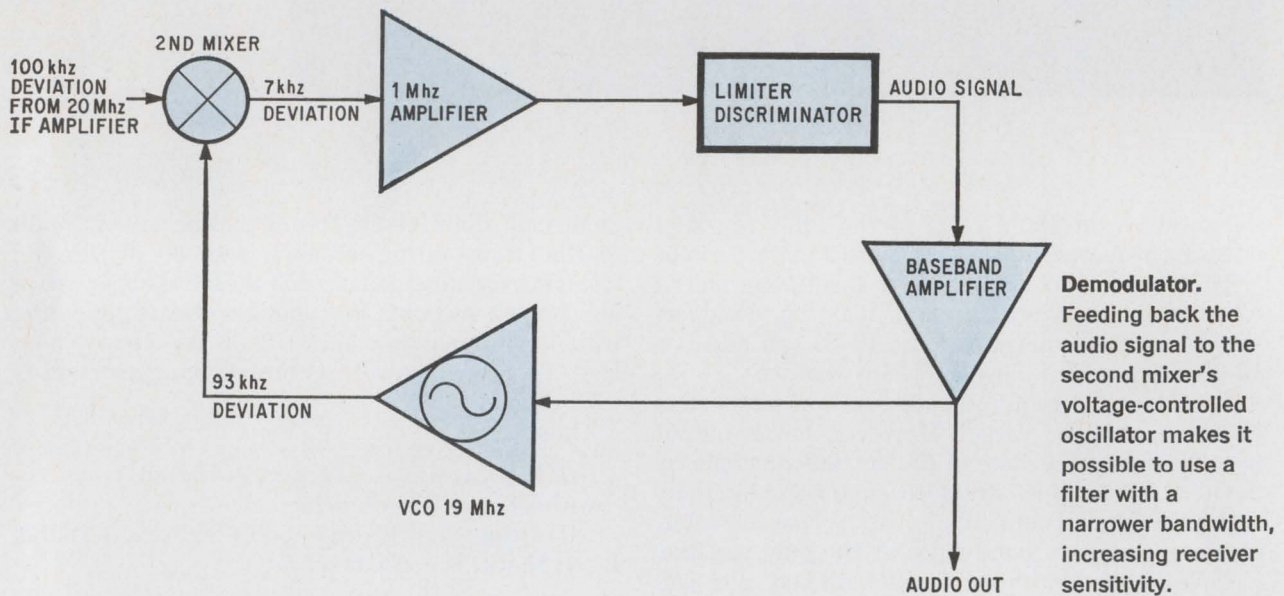 2ND MIXER
100 khz
DEVIATION
FROM 20 Mhz
IF AMPLIFIER
7 khz
DEVIATION
1 Mhz
AMPLIFIER
LIMITER
DISCRIMINATOR
AUDIO SIGNAL
BASEBAND
AMPLIFIER
93 khz
DEVIATION
VCO 19 Mhz
AUDIO OUT
Demodulator.
Feeding back the
audio signal to the
second mixer's
voltage-controlled
oscillator makes it
possible to use a
filter with a
narrower bandwidth,
increasing receiver
sensitivity.